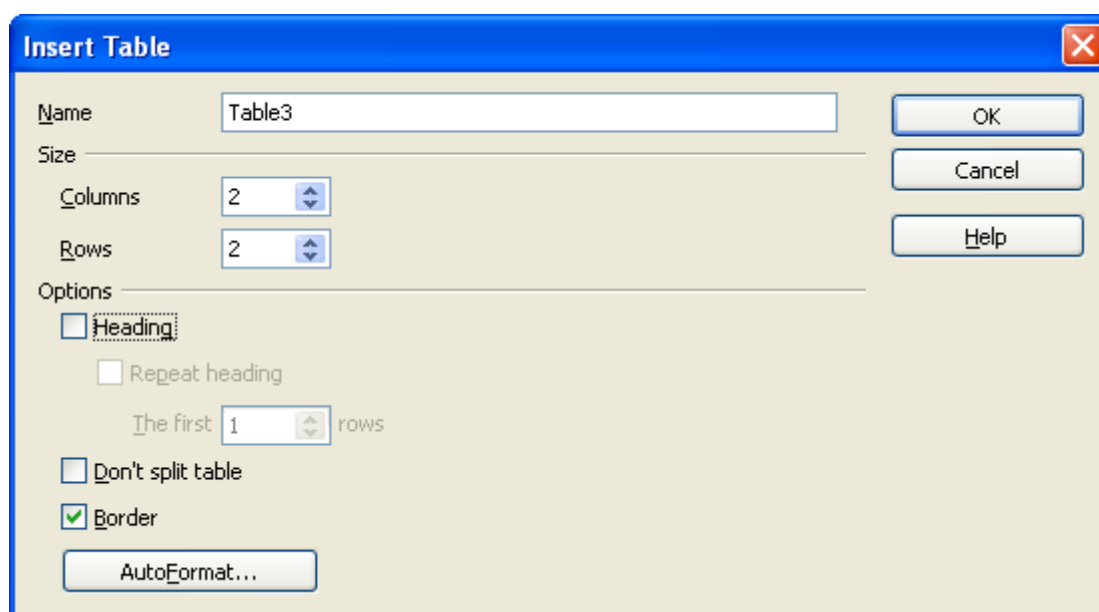 Insert Table
Name Table3 OK
Size
Cancel
Columns 2
Rows 2
Help
Options
Heading
Repeat heading
The first 1 rows
Don't split table
Border
AutoFormat...